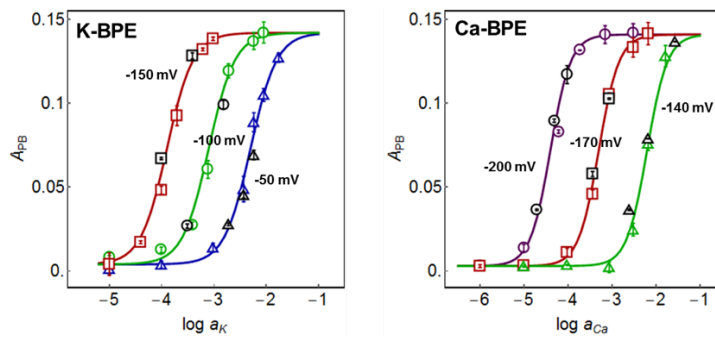 K-BPE
0.15
0.1
0.05
0.
A_PB
-150 mV
-100 mV
-50 mV
−5 −4 −3 −2 −1
log a_K
Ca-BPE
0.15
0.1
0.05
0.
A_PB
-200 mV
-170 mV
-140 mV
−6 −5 −4 −3 −2 −1
log a_Ca